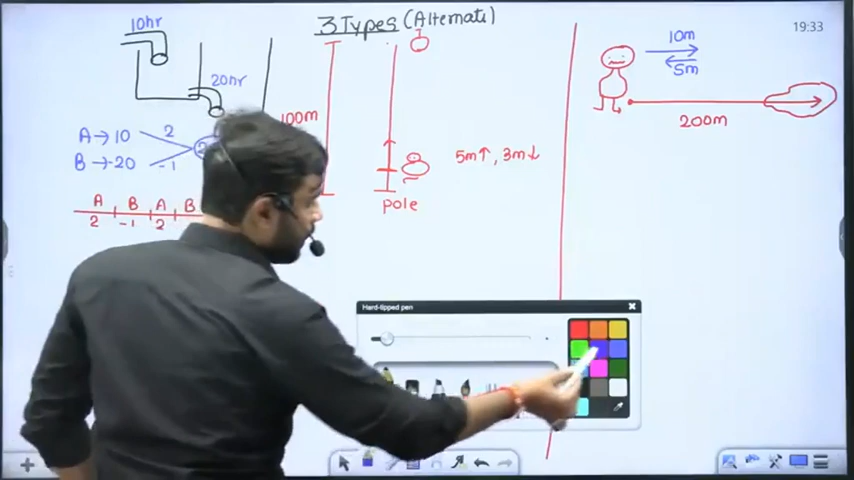 3 Types (Alternate)
19:33
10hr
20hr
A→10 2
B→-20 -1
A B A B
2 -1 2
100m
5m↑, 3m↓
pole
10m
5m
200m
Hard-tipped pen